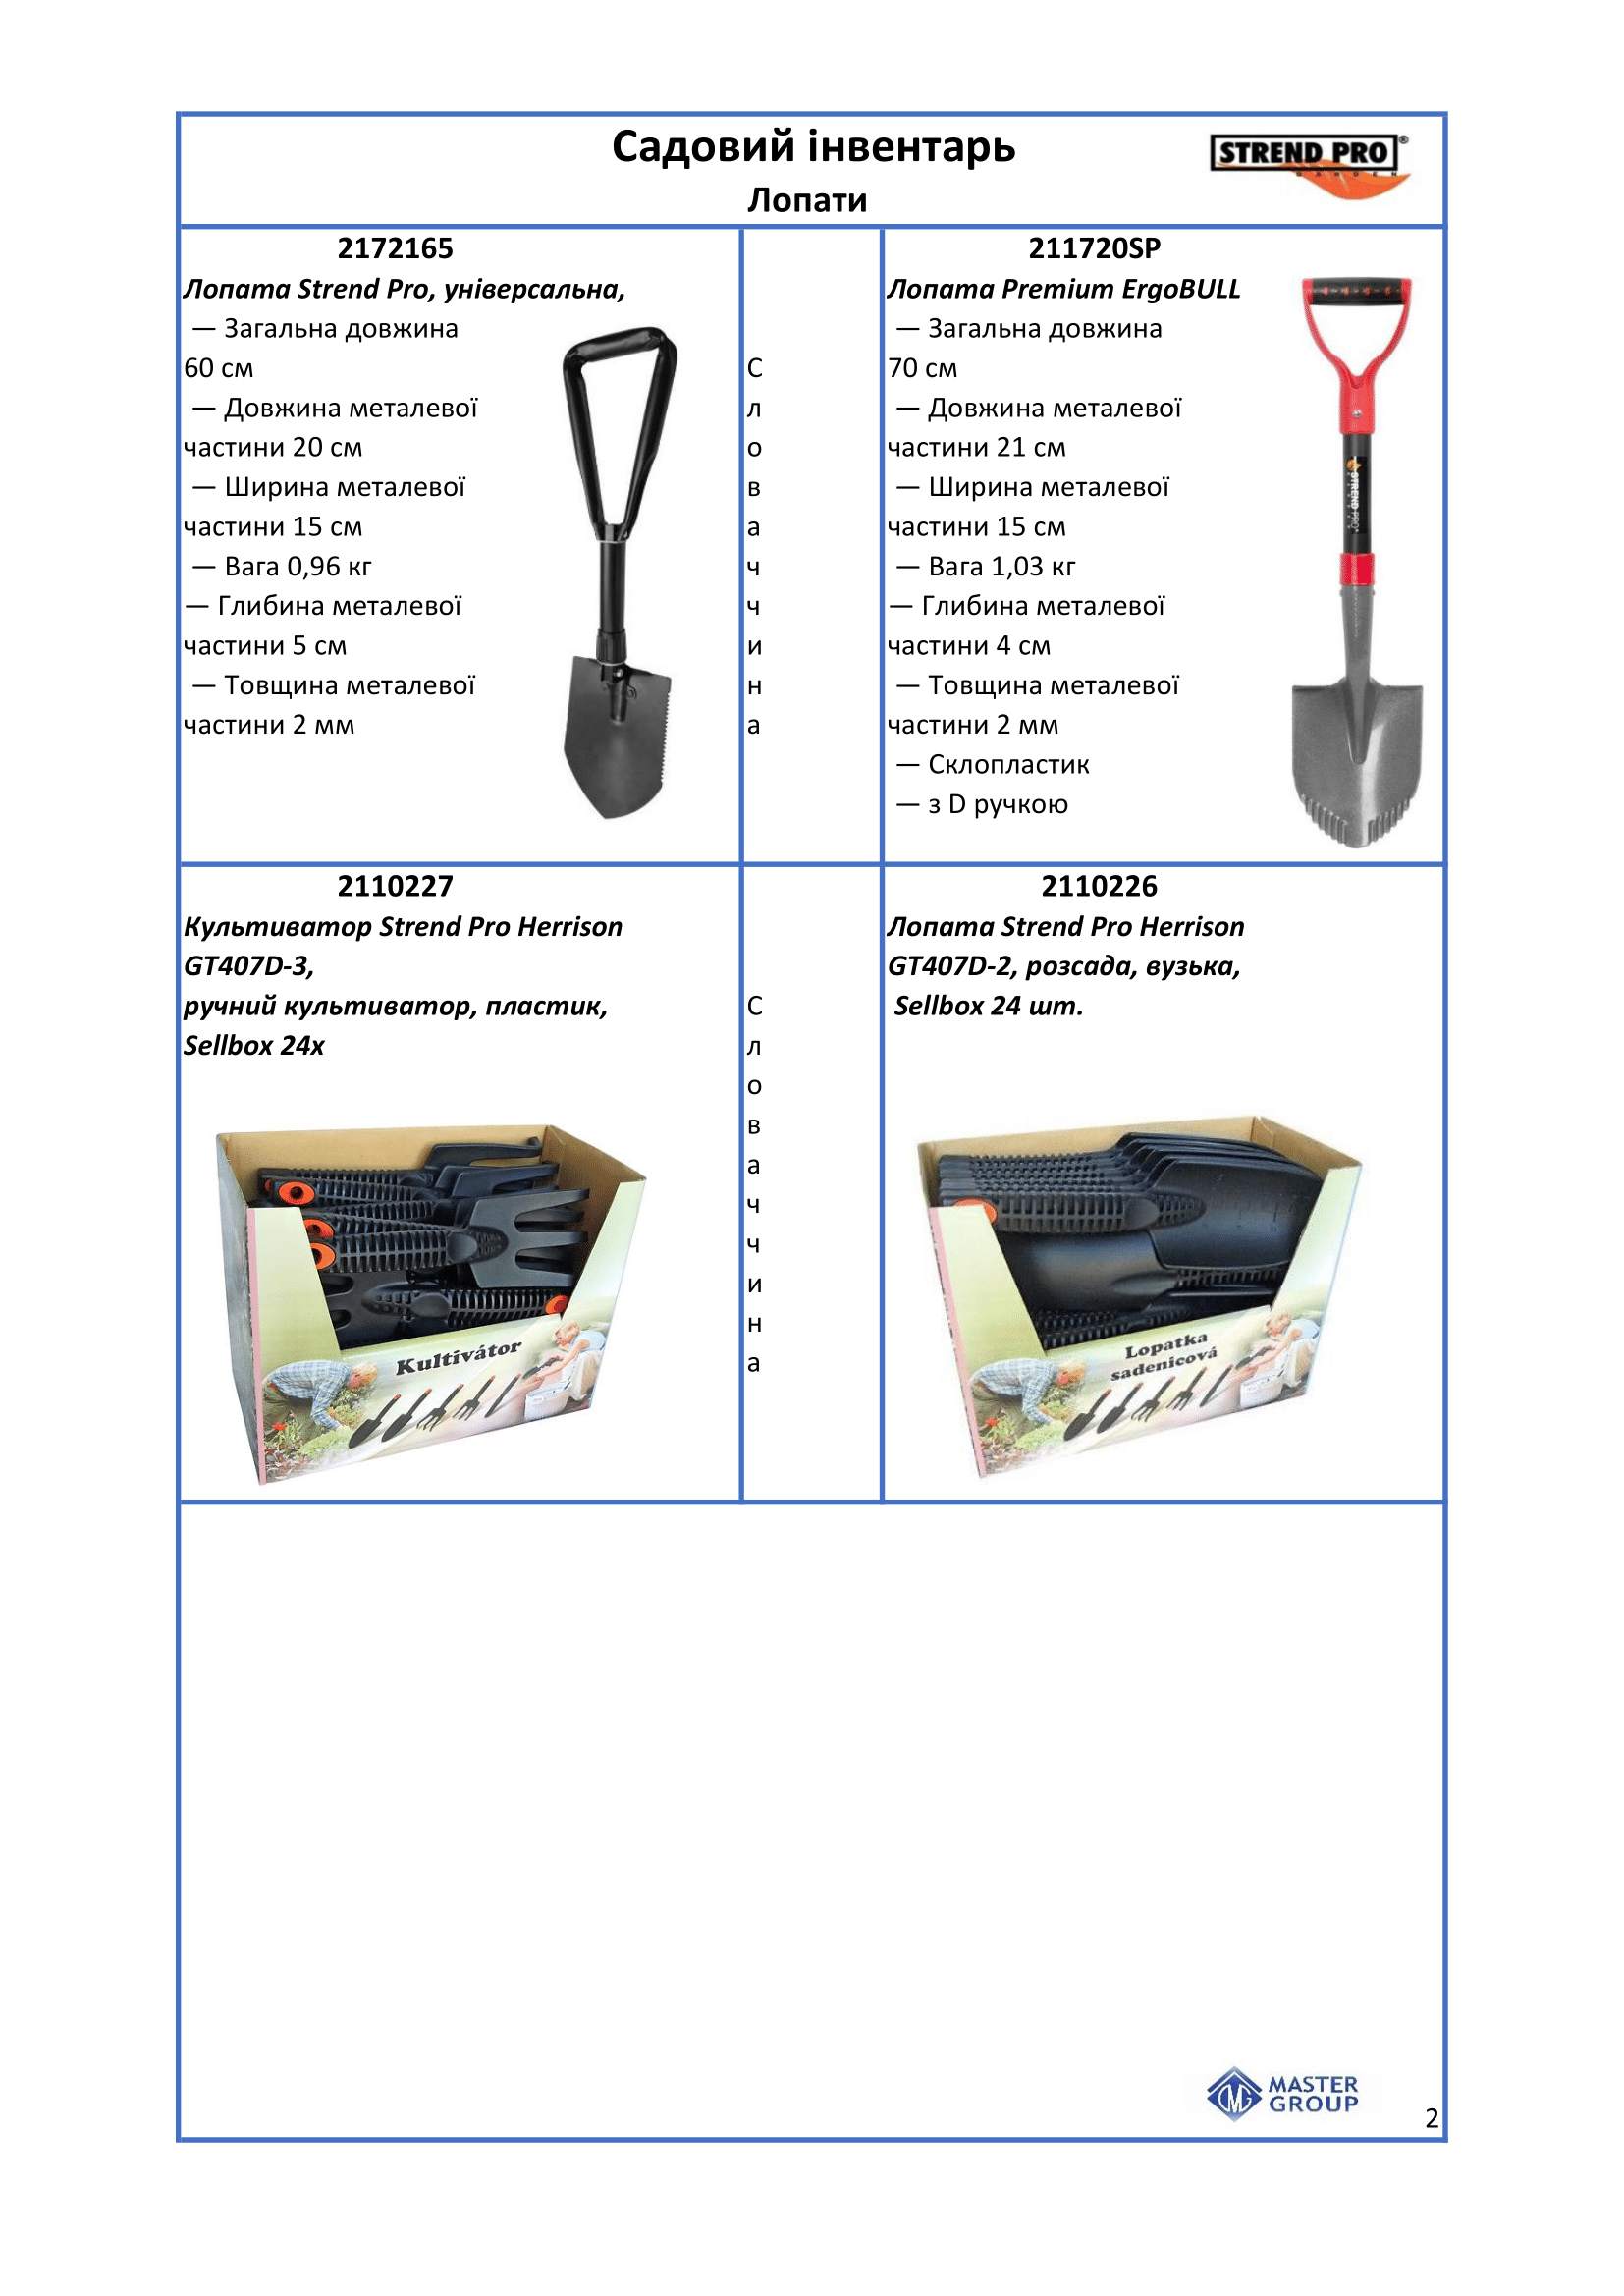 Садовий інвентарь
Лопати
STREND PRO®
GARDEN
2172165
Лопата Strend Pro, універсальна,
— Загальна довжина
60 см
— Довжина металевої
частини 20 см
— Ширина металевої
частини 15 см
— Вага 0,96 кг
— Глибина металевої
частини 5 см
— Товщина металевої
частини 2 мм
С
л
о
в
а
ч
ч
и
н
а
211720SP
Лопата Premium ErgoBULL
— Загальна довжина
70 см
— Довжина металевої
частини 21 см
— Ширина металевої
частини 15 см
— Вага 1,03 кг
— Глибина металевої
частини 4 см
— Товщина металевої
частини 2 мм
— Склопластик
— з D ручкою
STREND PRO
2110227
Культиватор Strend Pro Herrison
GT407D-3,
ручний культиватор, пластик,
Sellbox 24x
Kultivátor
С
л
о
в
а
ч
ч
и
н
а
2110226
Лопата Strend Pro Herrison
GT407D-2, розсада, вузька,
Sellbox 24 шт.
Lopatka
sadenicová
MASTER
GROUP
2